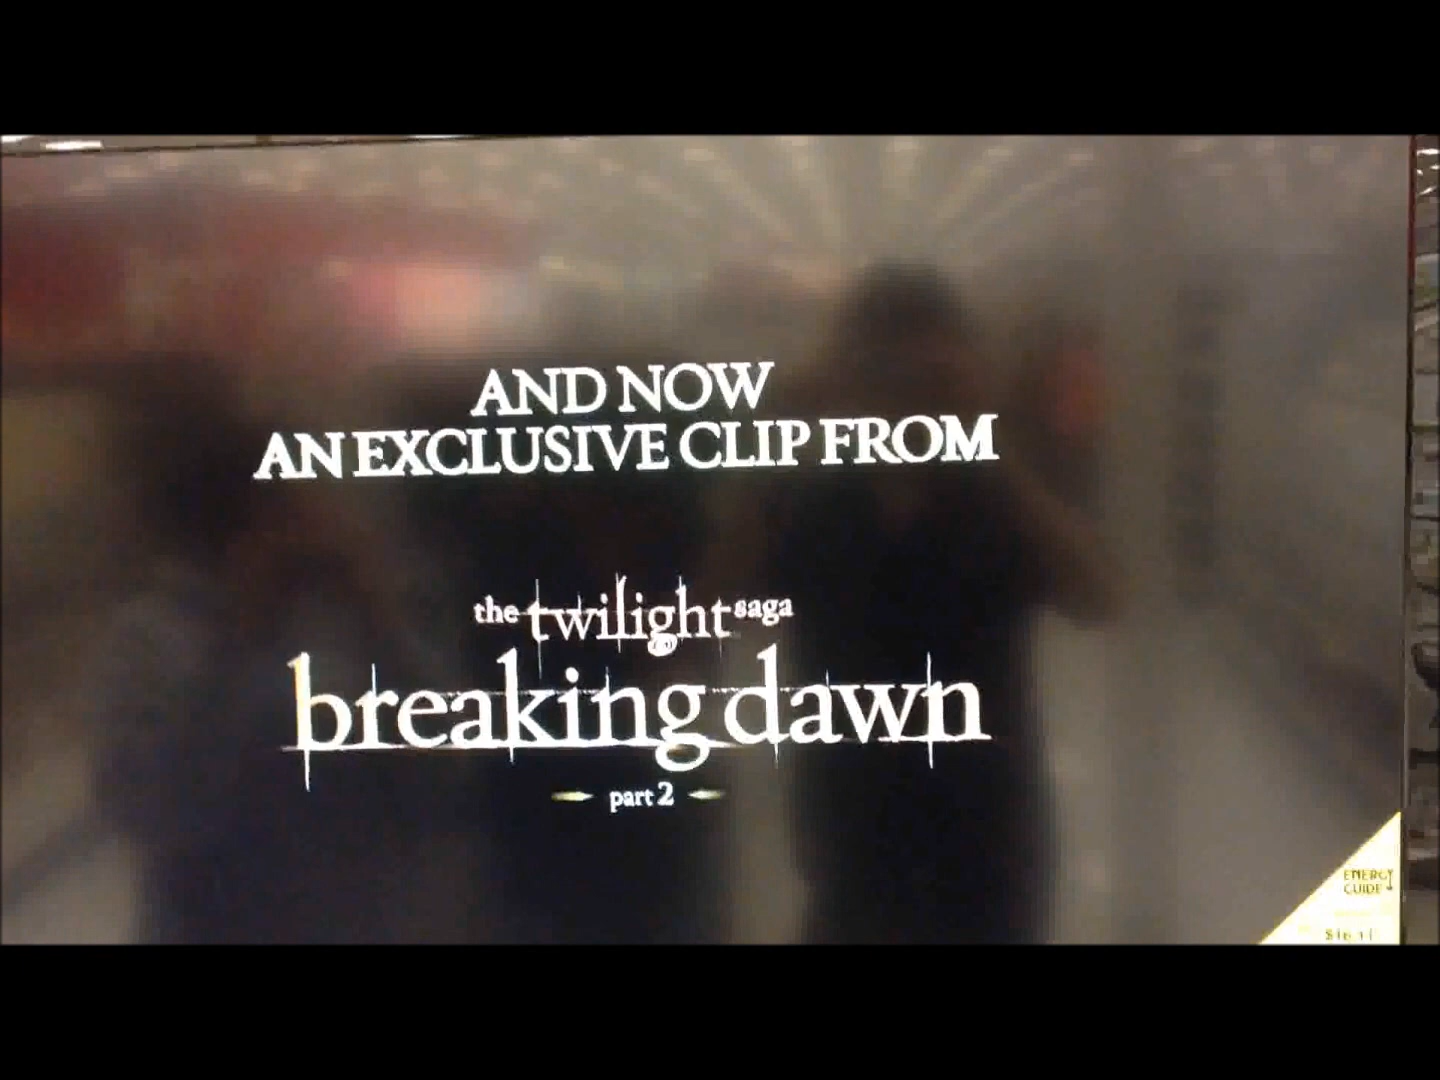 AND NOW
AN EXCLUSIVE CLIP FROM
the twilight saga
breaking dawn
part 2
ENERGY
GUIDE